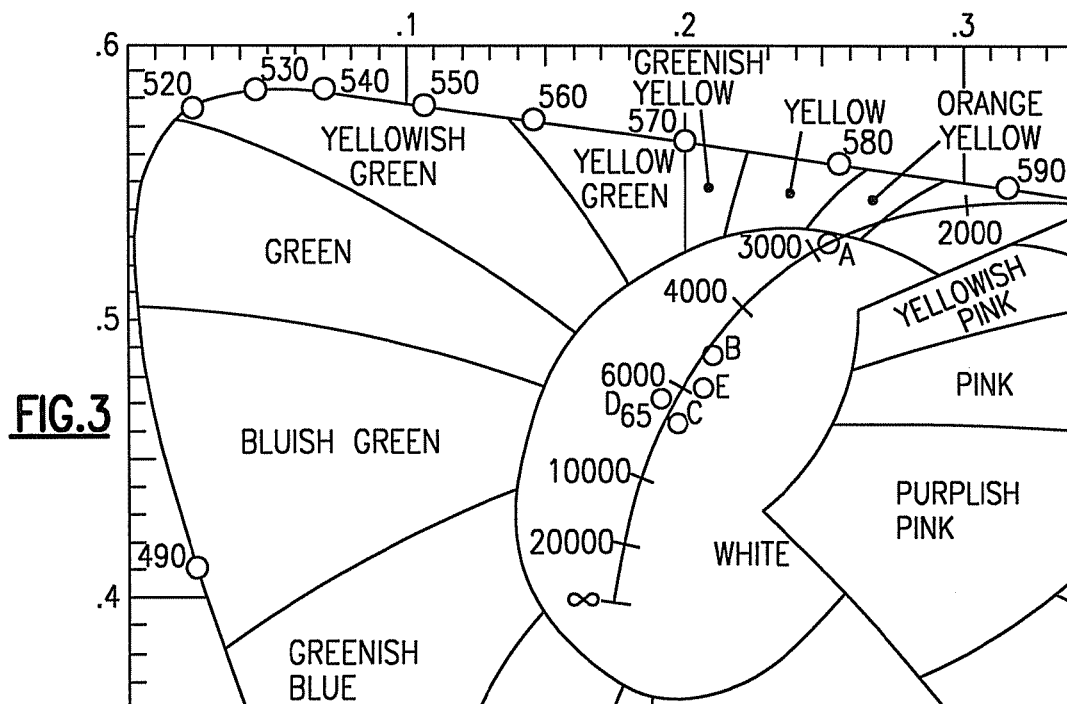 .1 .2 .3
.6
520 530 540 550 560 570 580 590
GREENISH
YELLOW
YELLOW
ORANGE
YELLOW
YELLOWISH
GREEN
YELLOW
GREEN
GREEN
3000 A 2000
4000
YELLOWISH
PINK
.5
B
6000 E
D65 C
PINK
FIG.3
BLUISH GREEN
10000
PURPLISH
PINK
20000
WHITE
490
∞
.4
GREENISH
BLUE